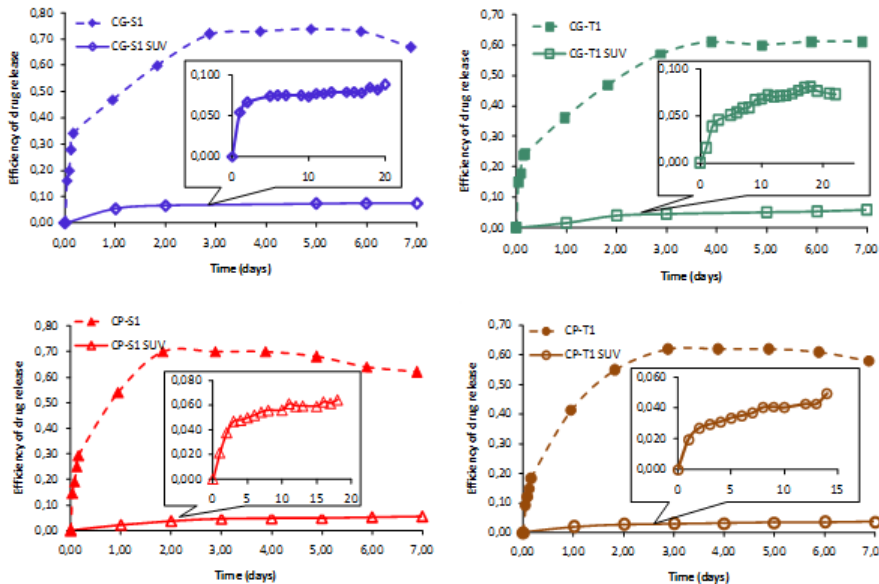 0,80
0,70
0,60
0,50
0,40
0,30
0,20
0,10
0,00
Efficiency of drug release
CG-S1
CG-S1 SUV
0,100
0,050
0,000
0
10
20
0,00 1,00 2,00 3,00 4,00 5,00 6,00 7,00
Time (days)
0,70
0,60
0,50
0,40
0,30
0,20
0,10
0,00
Efficiency of drug release
CG-T1
CG-T1 SUV
0,100
0,050
0,000
0
10
20
0,00 1,00 2,00 3,00 4,00 5,00 6,00 7,00
Time (days)
0,80
0,70
0,60
0,50
0,40
0,30
0,20
0,10
0,00
Efficiency of drug release
CP-S1
CP-S1 SUV
0,080
0,060
0,040
0,020
0,000
0 5 10 15 20
0,00 1,00 2,00 3,00 4,00 5,00 6,00 7,00
Time (days)
0,70
0,60
0,50
0,40
0,30
0,20
0,10
0,00
Efficiency of drug release
CP-T1
CP-T1 SUV
0,060
0,040
0,020
0,000
0 5 10 15
0,00 1,00 2,00 3,00 4,00 5,00 6,00 7,00
Time (days)